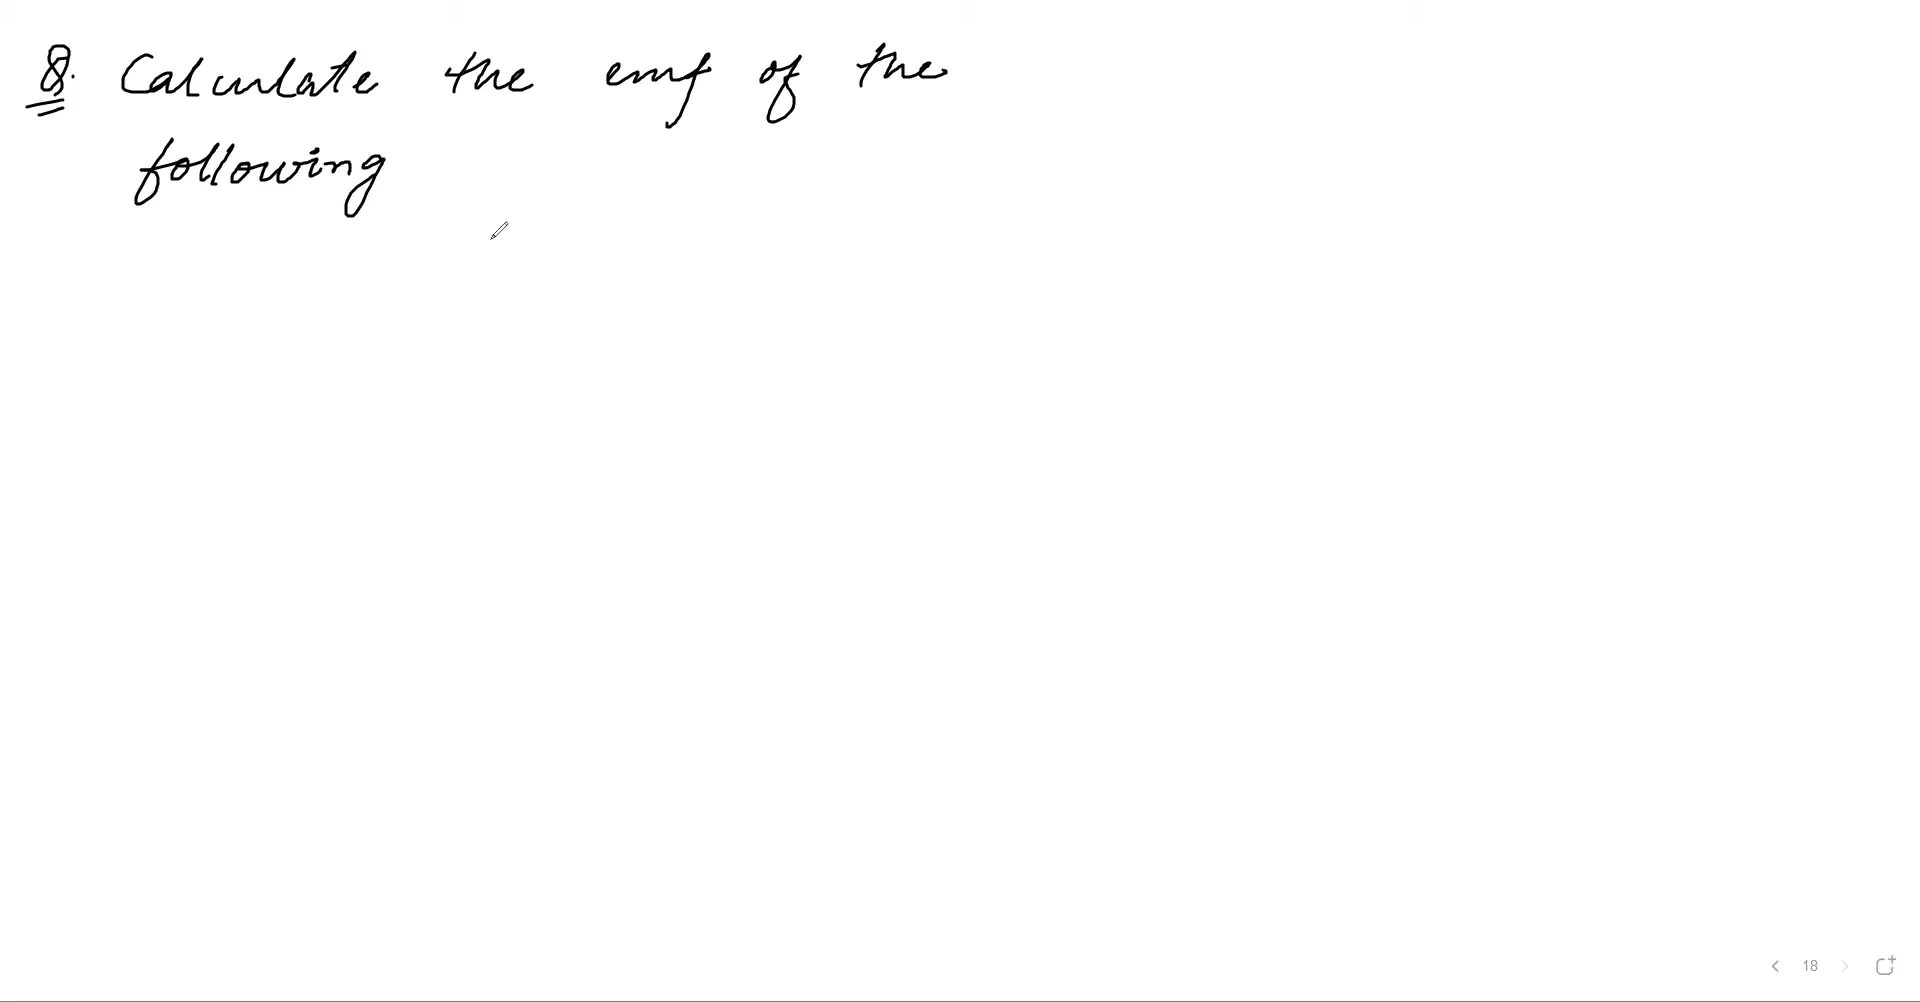 Q. Calculate the emf of the
following
18